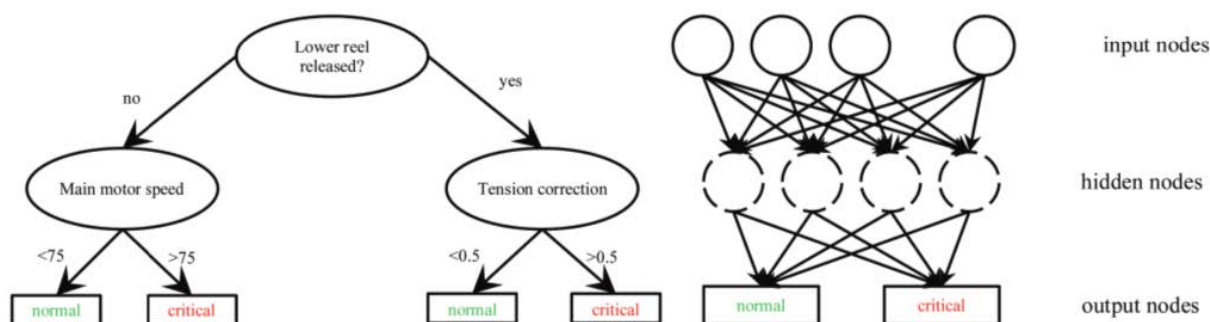 Lower reel
released?
no
yes
Main motor speed
Tension correction
<75
>75
<0.5
>0.5
normal
critical
normal
critical
input nodes
hidden nodes
normal
critical
output nodes